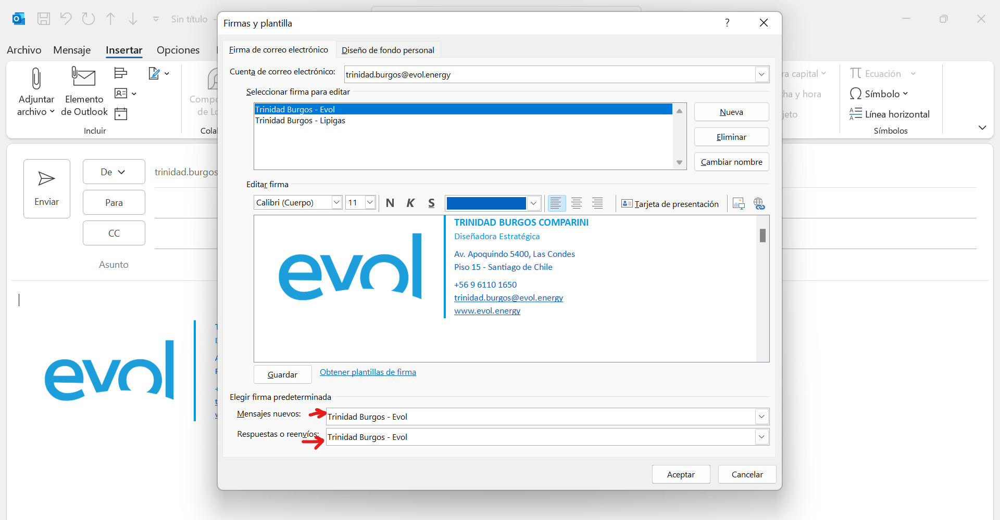 Sin título -
Archivo Mensaje Insertar Opciones
Adjuntar archivo
Elemento de Outlook
Incluir
ra capital
ha y hora
jeto
Ecuación
Símbolo
Línea horizontal
Símbolos
Enviar
De
trinidad.burgos
Para
CC
Asunto
evol
Firmas y plantilla
?
Firma de correo electrónico
Diseño de fondo personal
Cuenta de correo electrónico:
trinidad.burgos@evol.energy
Seleccionar firma para editar
Trinidad Burgos - Evol
Trinidad Burgos - Lipigas
Nueva
Eliminar
Cambiar nombre
Editar firma
Calibri (Cuerpo) 11 N K S
Tarjeta de presentación
evol
TRINIDAD BURGOS COMPARINI
Diseñadora Estratégica
Av. Apoquindo 5400, Las Condes
Piso 15 - Santiago de Chile
+56 9 6110 1650
trinidad.burgos@evol.energy
www.evol.energy
Guardar
Obtener plantillas de firma
Elegir firma predeterminada
Mensajes nuevos:
Trinidad Burgos - Evol
Respuestas o reenvíos:
Trinidad Burgos - Evol
Aceptar
Cancelar